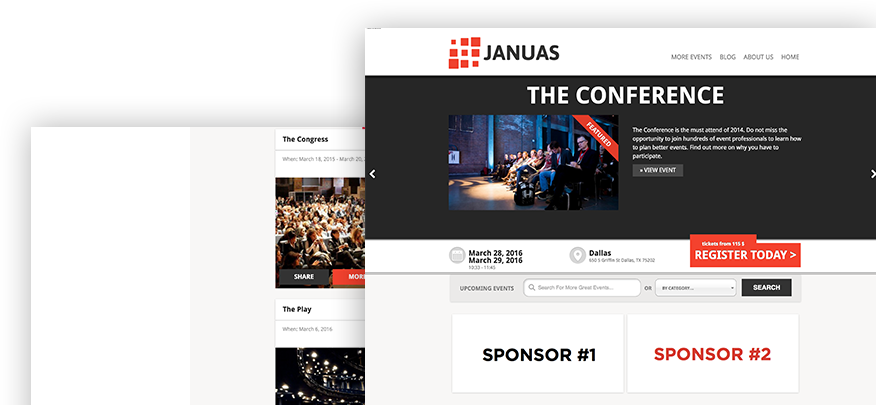 JANUAS
MORE EVENTS BLOG ABOUT US HOME
THE CONFERENCE
FEATURED
The Conference is the must attend of 2014. Do not miss the
opportunity to join hundreds of event professionals to learn how
to plan better events. Find out more on why you have to
participate.
» VIEW EVENT
March 28, 2016
March 29, 2016
10:33 - 11:45
Dallas
650 S Griffin St Dallas, TX 75202
tickets from 115 $
REGISTER TODAY >
UPCOMING EVENTS
Search For More Great Events...
OR
BY CATEGORY...
SEARCH
SPONSOR #1
SPONSOR #2
The Congress
When: March 18, 2015 - March 20,
SHARE
MOR
The Play
When: March 6, 2016